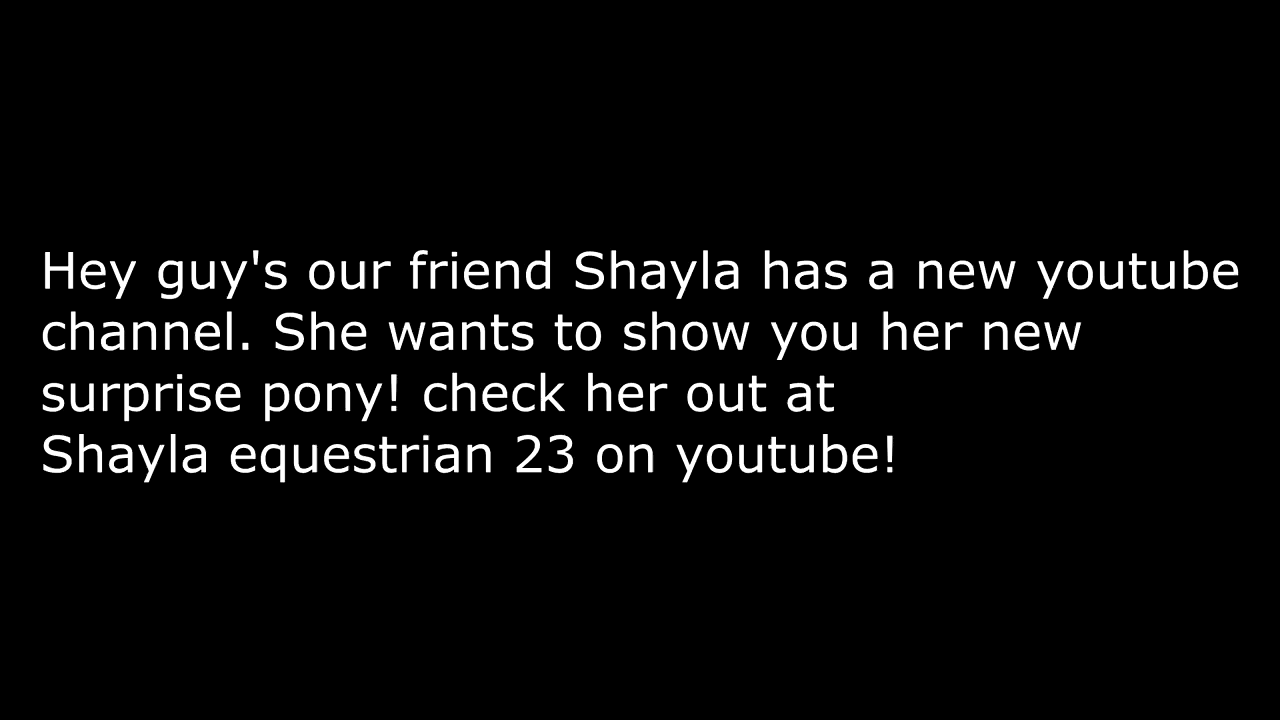 Hey guy's our friend Shayla has a new youtube
channel. She wants to show you her new
surprise pony! check her out at
Shayla equestrian 23 on youtube!